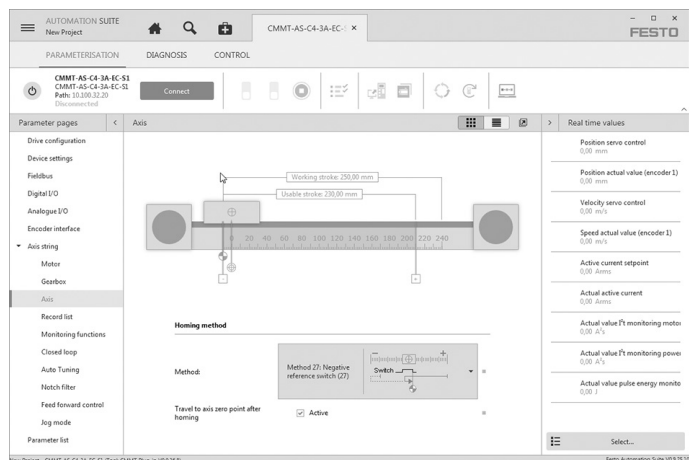 AUTOMATION SUITE
New Project
CMMT-AS-C4-3A-EC-S
FESTO
PARAMETERISATION DIAGNOSIS CONTROL
CMMT-AS-C4-3A-EC-S1
CMMT-AS-C4-3A-EC-S1
Path: 10.100.32.20
Disconnected
Connect
Parameter pages
Axis
Real time values
Drive configuration
Device settings
Fieldbus
Digital I/O
Analogue I/O
Encoder interface
Axis string
Motor
Gearbox
Axis
Record list
Monitoring functions
Closed loop
Auto Tuning
Notch filter
Feed forward control
Jog mode
Parameter list
Working stroke: 250,00 mm
Usable stroke: 230,00 mm
0 20 40 60 80 100 120 140 160 180 200 220 240
Homing method
Method:
Method 27: Negative
reference switch (27)
Switch
Travel to axis zero point after
homing
Active
Position servo control
0,00 mm
Position actual value (encoder 1)
0,00 mm
Velocity servo control
0,00 m/s
Speed actual value (encoder 1)
0,00 m/s
Active current setpoint
0,00 Arms
Actual active current
0,00 Arms
Actual value I²t monitoring motor
0,00 A²s
Actual value I²t monitoring power
0,00 A²s
Actual value pulse energy monito
0,00 J
Select...